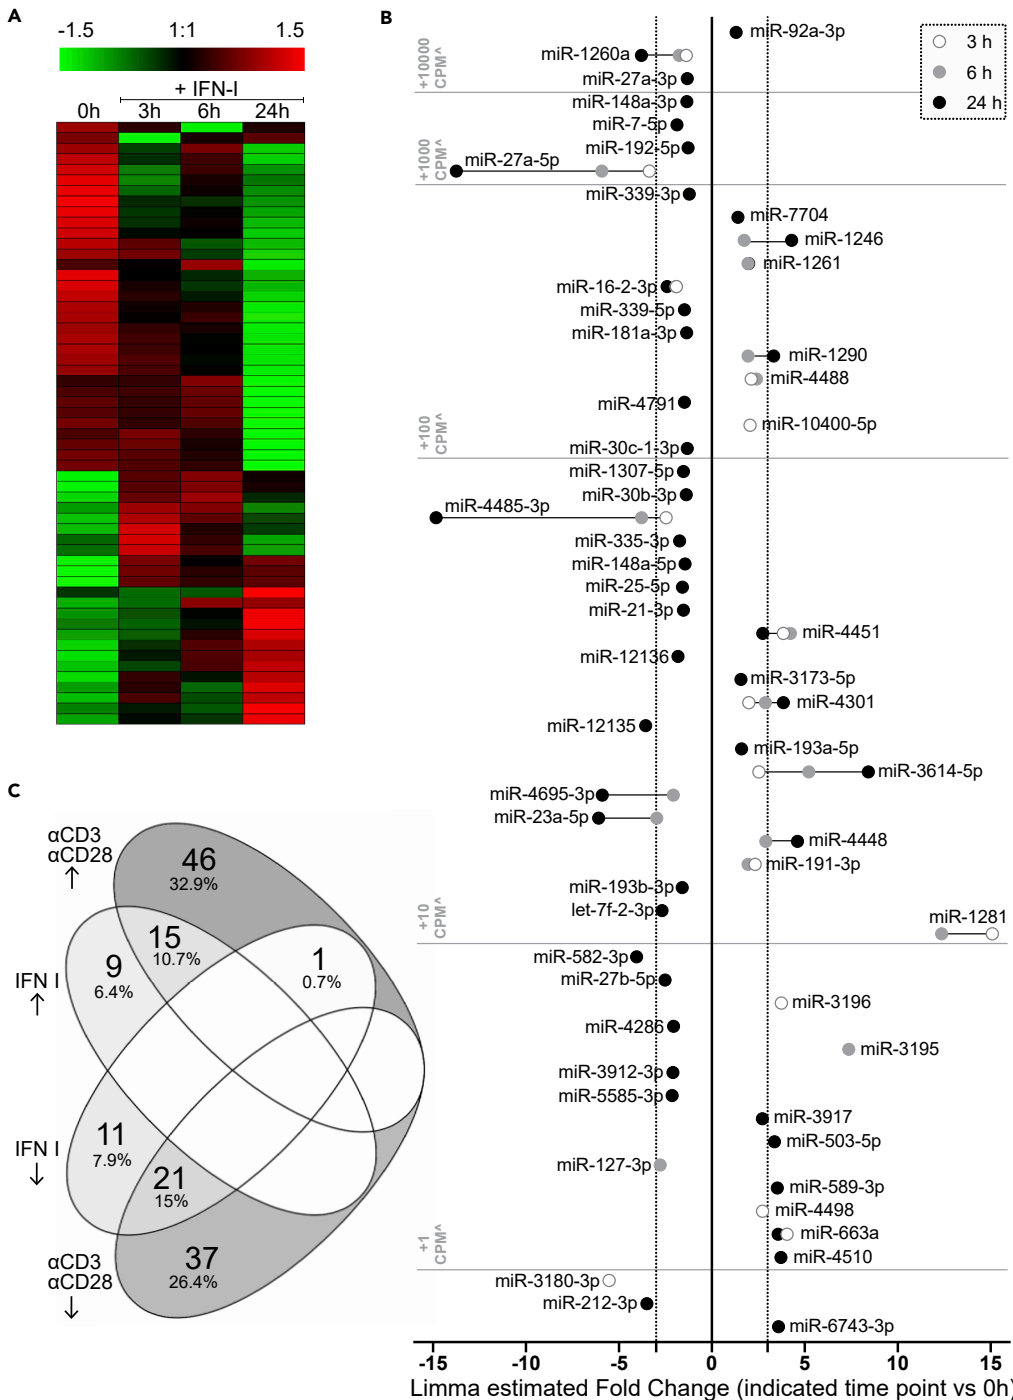 A
-1.5 1:1 1.5
+ IFN-I
0h 3h 6h 24h
B
3 h
6 h
24 h
+10000
CPM^
miR-92a-3p
miR-1260a
miR-27a-3p
+1000
CPM^
miR-148a-3p
miR-7-5p
miR-192-5p
miR-27a-5p
+100
CPM^
miR-339-3p
miR-7704
miR-1246
miR-1261
miR-16-2-3p
miR-339-5p
miR-181a-3p
miR-1290
miR-4488
miR-4791
miR-10400-5p
miR-30c-1-3p
+10
CPM^
miR-1307-5p
miR-30b-3p
miR-4485-3p
miR-335-3p
miR-148a-5p
miR-25-5p
miR-21-3p
miR-4451
miR-12136
miR-3173-5p
miR-4301
miR-12135
miR-193a-5p
miR-3614-5p
miR-4695-3p
miR-23a-5p
miR-4448
miR-191-3p
miR-193b-3p
let-7f-2-3p
miR-1281
+1
CPM^
miR-582-3p
miR-27b-5p
miR-3196
miR-4286
miR-3195
miR-3912-3p
miR-5585-3p
miR-3917
miR-503-5p
miR-127-3p
miR-589-3p
miR-4498
miR-663a
miR-4510
miR-3180-3p
miR-212-3p
miR-6743-3p
-15 -10 -5 0 5 10 15
Limma estimated Fold Change (indicated time point vs 0h)
C
αCD3
αCD28
↑
IFN I
↑
IFN I
↓
αCD3
αCD28
↓
46
32.9%
15
10.7%
9
6.4%
1
0.7%
11
7.9%
21
15%
37
26.4%